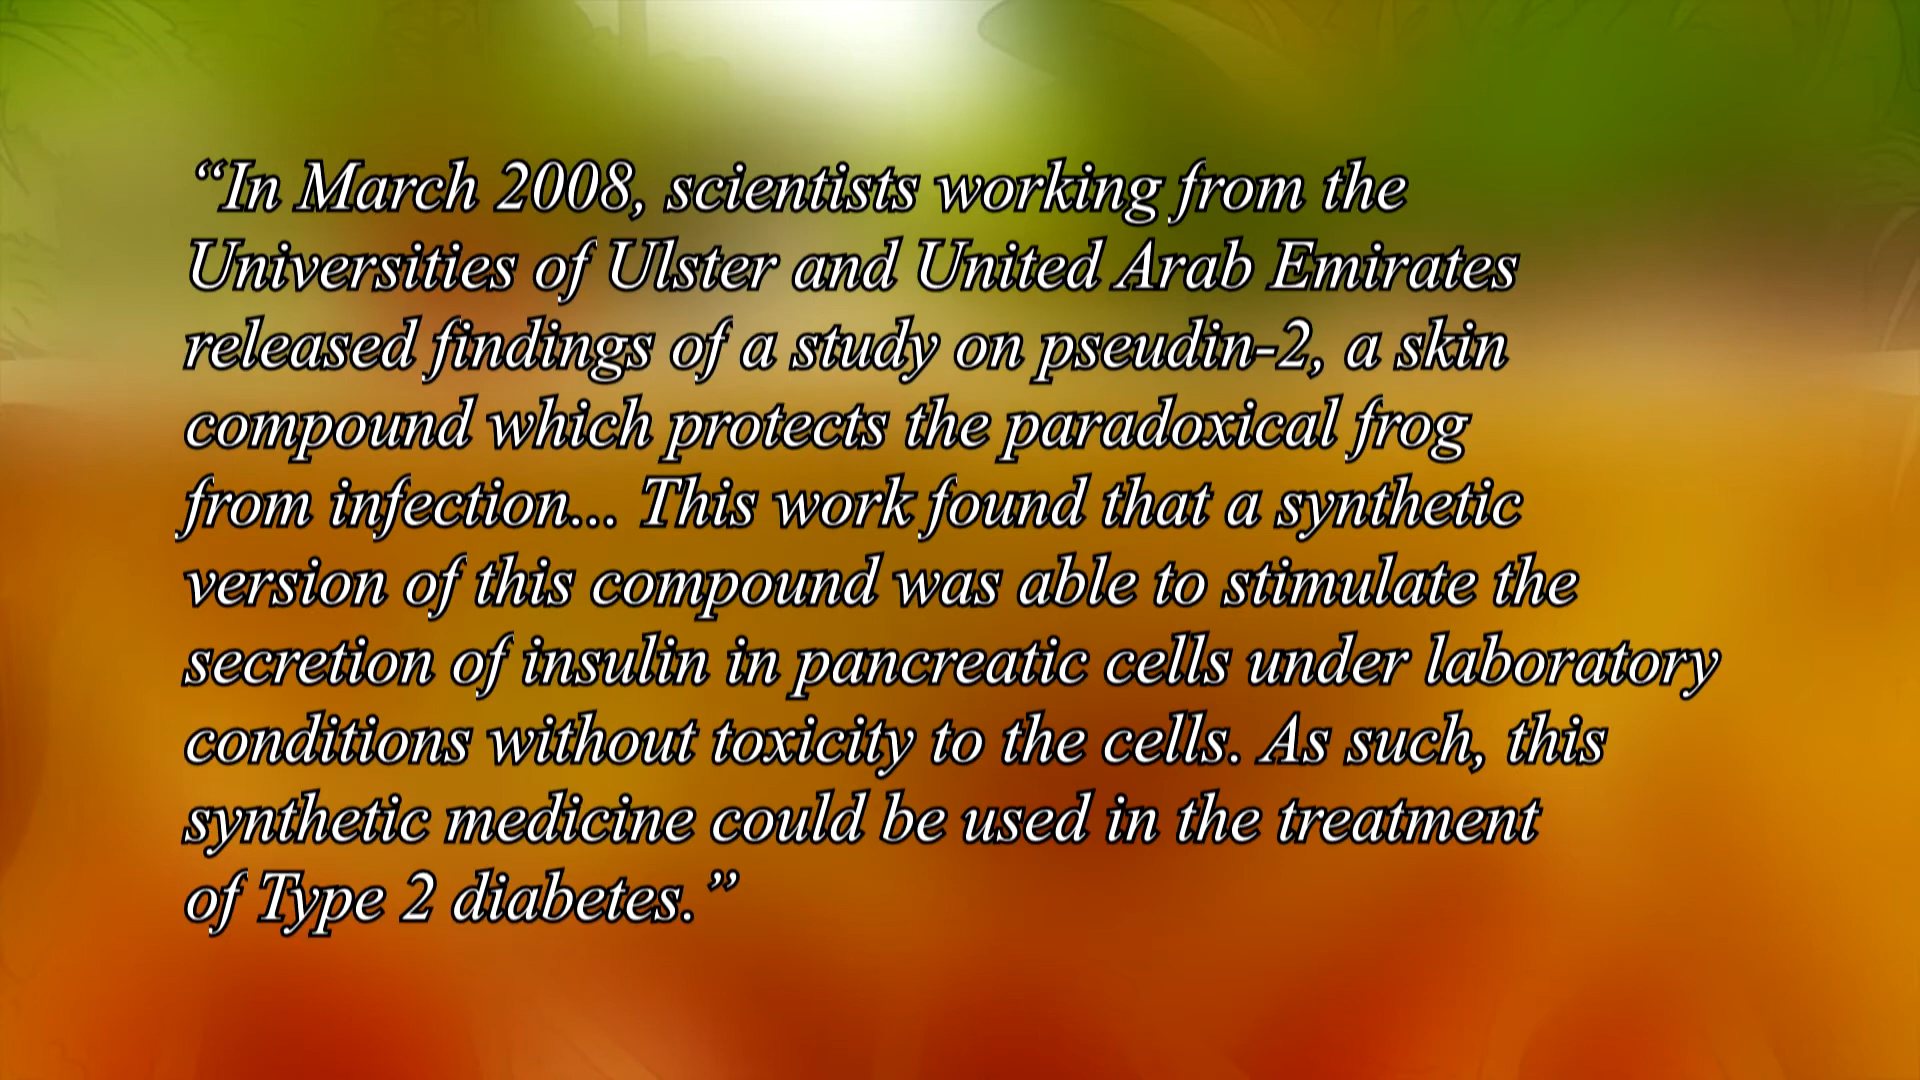 “In March 2008, scientists working from the
Universities of Ulster and United Arab Emirates
released findings of a study on pseudin-2, a skin
compound which protects the paradoxical frog
from infection... This work found that a synthetic
version of this compound was able to stimulate the
secretion of insulin in pancreatic cells under laboratory
conditions without toxicity to the cells. As such, this
synthetic medicine could be used in the treatment
of Type 2 diabetes.”